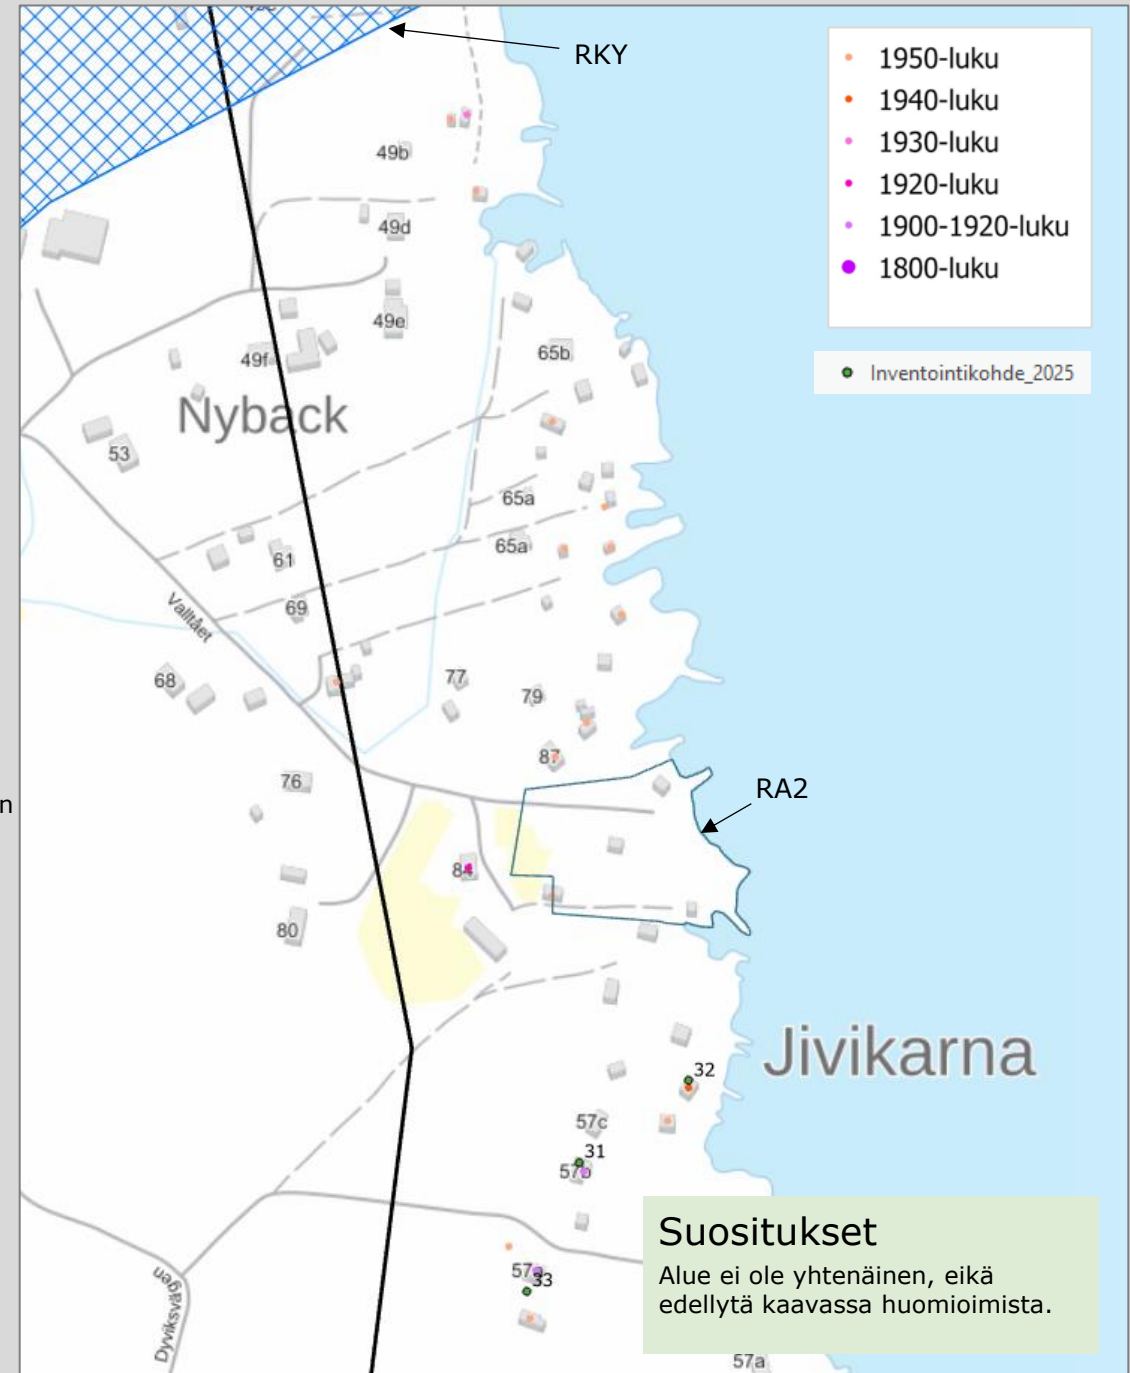 RKY
1950-luku
1940-luku
1930-luku
1920-luku
1900-1920-luku
1800-luku
Inventointikohde_2025
49b
49d
49e
49f
65b
Nyback
53
65a
65a
61
69
Valltået
68
77
79
87
76
RA2
n
84
80
Jivikarna
32
57c
31
57b
57a
33
Dyviksvägen
Suositukset
Alue ei ole yhtenäinen, eikä
edellytä kaavassa huomioimista.
57a